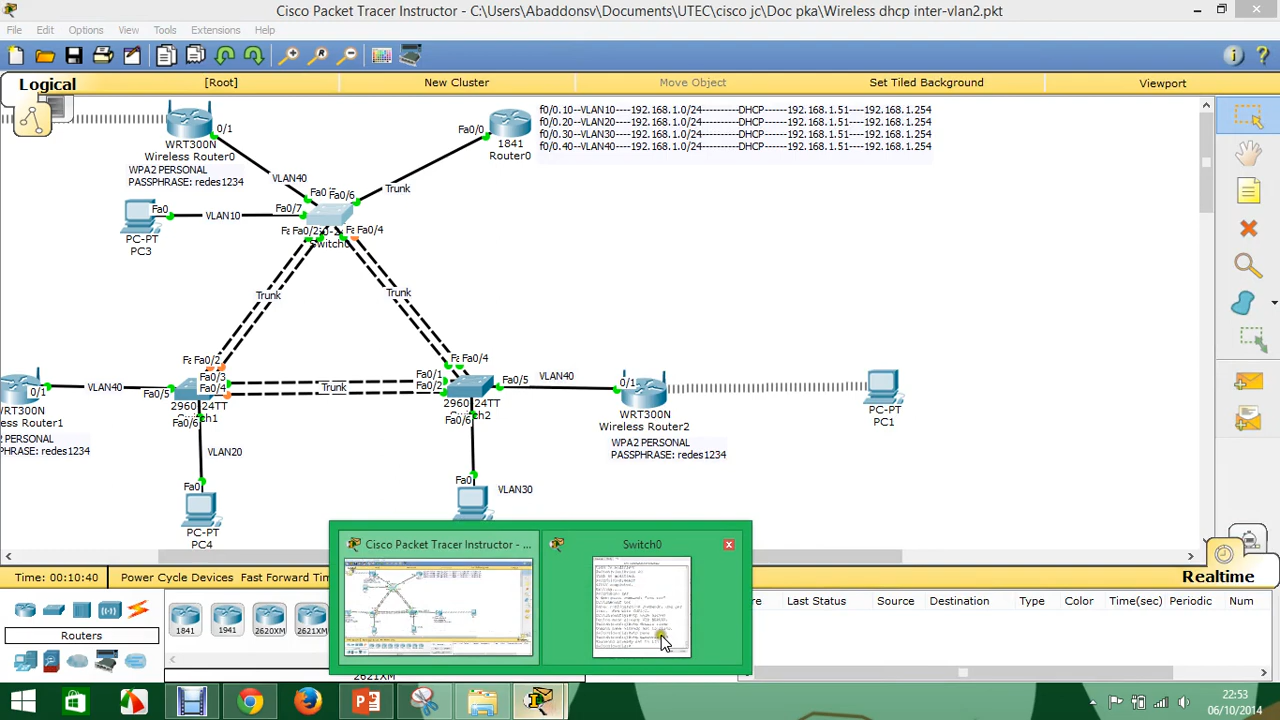 Cisco Packet Tracer Instructor - C:\Users\Abaddonsv\Documents\UTEC\cisco jc\Doc pka\Wireless dhcp inter-vlan2.pkt
File Edit Options View Tools Extensions Help
Logical [Root] New Cluster Move Object Set Tiled Background Viewport
f0/0.10--VLAN10----192.168.1.0/24----------DHCP------192.168.1.51----192.168.1.254
f0/0.20--VLAN20----192.168.1.0/24----------DHCP------192.168.1.51----192.168.1.254
f0/0.30--VLAN30----192.168.1.0/24----------DHCP------192.168.1.51----192.168.1.254
f0/0.40--VLAN40----192.168.1.0/24----------DHCP------192.168.1.51----192.168.1.254
0/1
WRT300N
Wireless Router0
WPA2 PERSONAL
PASSPHRASE: redes1234
Fa0/0
1841
Router0
VLAN40
Trunk
Fa0/6
Fa0
VLAN10
Fa0/7
PC-PT
PC3
Fa0/4
Trunk
Trunk
Fa0/2
Fa0/3
Fa0/4
Fa0/4
0/1
VLAN40
Fa0/5
WRT300N
Router1
PERSONAL
redes1234
Fa0/6
VLAN20
Fa0
PC-PT
PC4
Trunk
Fa0/1
Fa0/2
Fa0/5
VLAN40
0/1
2960 24TT
Fa0/6
WRT300N
Wireless Router2
WPA2 PERSONAL
PASSPHRASE: redes1234
PC-PT
PC1
Fa0
VLAN30
Cisco Packet Tracer Instructor - ...
Switch0
Time: 00:10:40 Power Cycle Devices Fast Forward Time
Realtime
last Status Source Destination Type Color Time(sec) Periodic Num
1841 1941 2620XM 2621XM
Routers
2621XM
22:53
06/10/2014